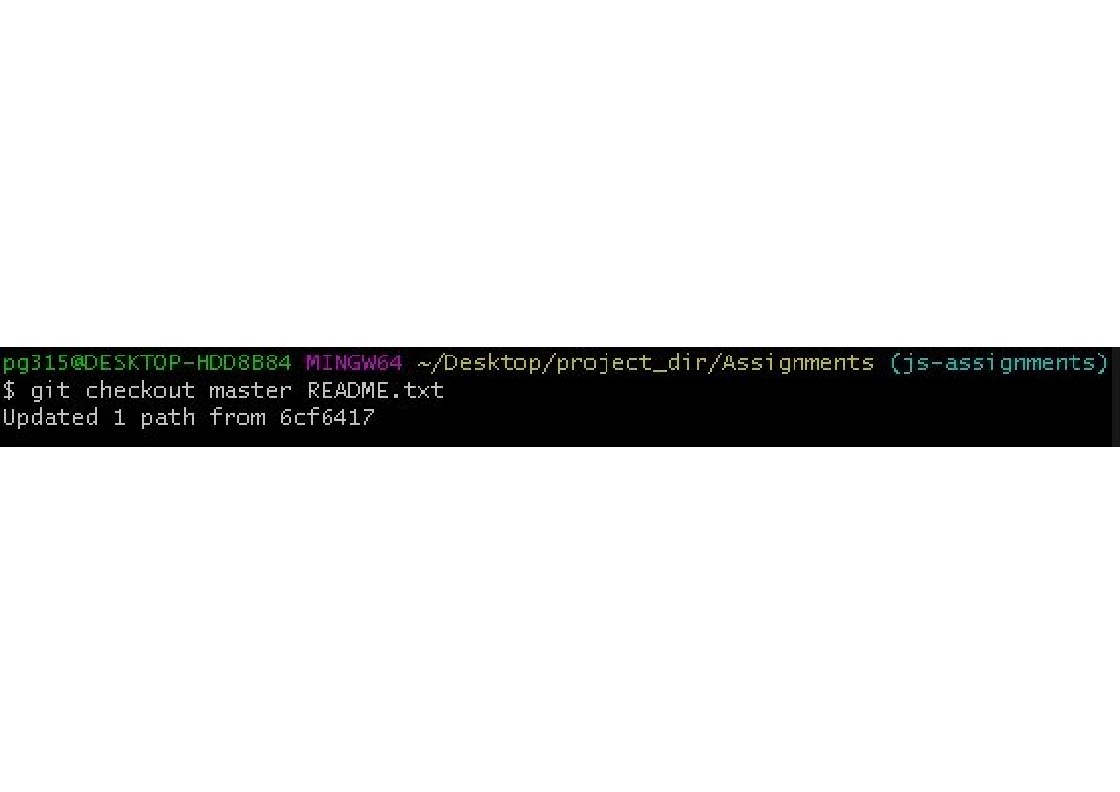 pg315@DESKTOP-HDD8B84 MINGW64 ~/Desktop/project_dir/Assignments (js-assignments)
$ git checkout master README.txt
Updated 1 path from 6cf6417